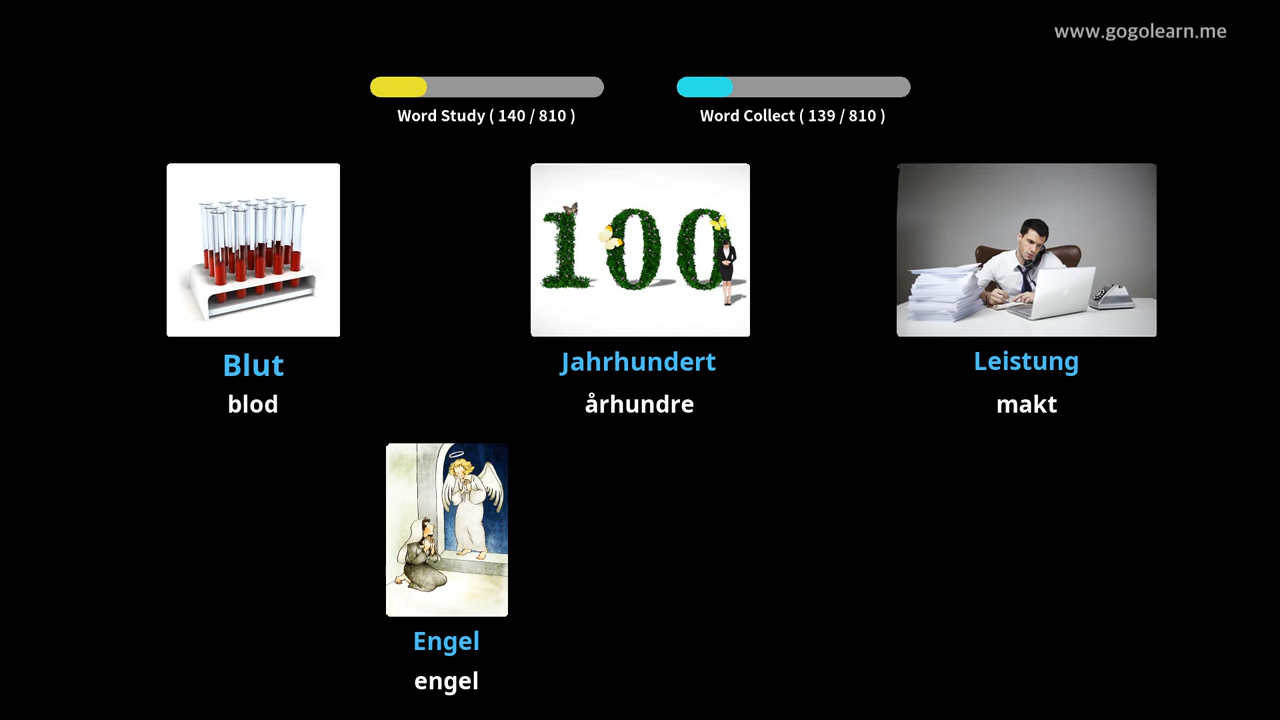 www.gogolearn.me
Word Study ( 140 / 810 )
Word Collect ( 139 / 810 )
100
Blut
Jahrhundert
Leistung
blod
århundre
makt
Engel
engel